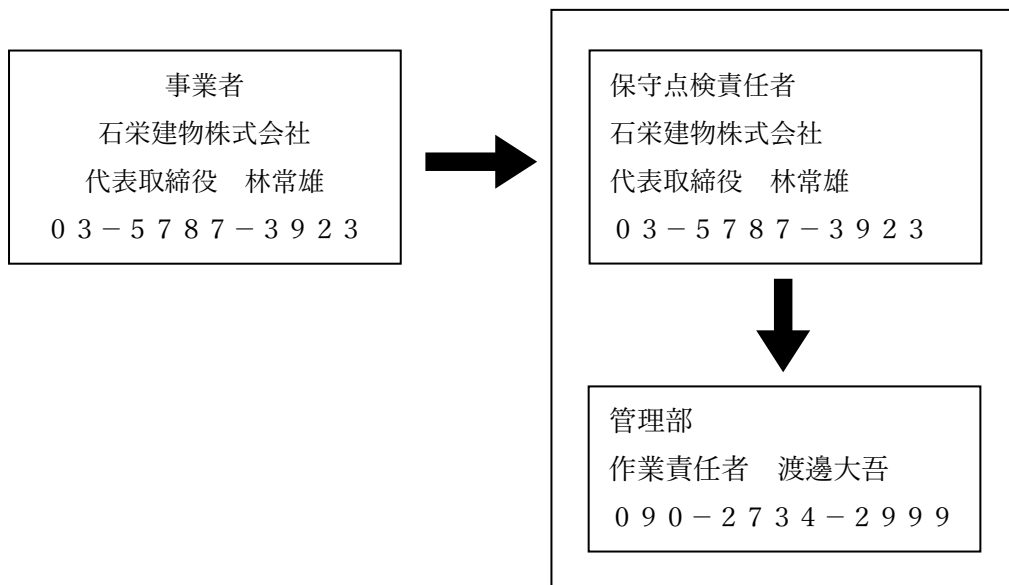 事業者
石栄建物株式会社
代表取締役　林常雄
０３－５７８７－３９２３
保守点検責任者
石栄建物株式会社
代表取締役　林常雄
０３－５７８７－３９２３
管理部
作業責任者　渡邊大吾
０９０－２７３４－２９９９